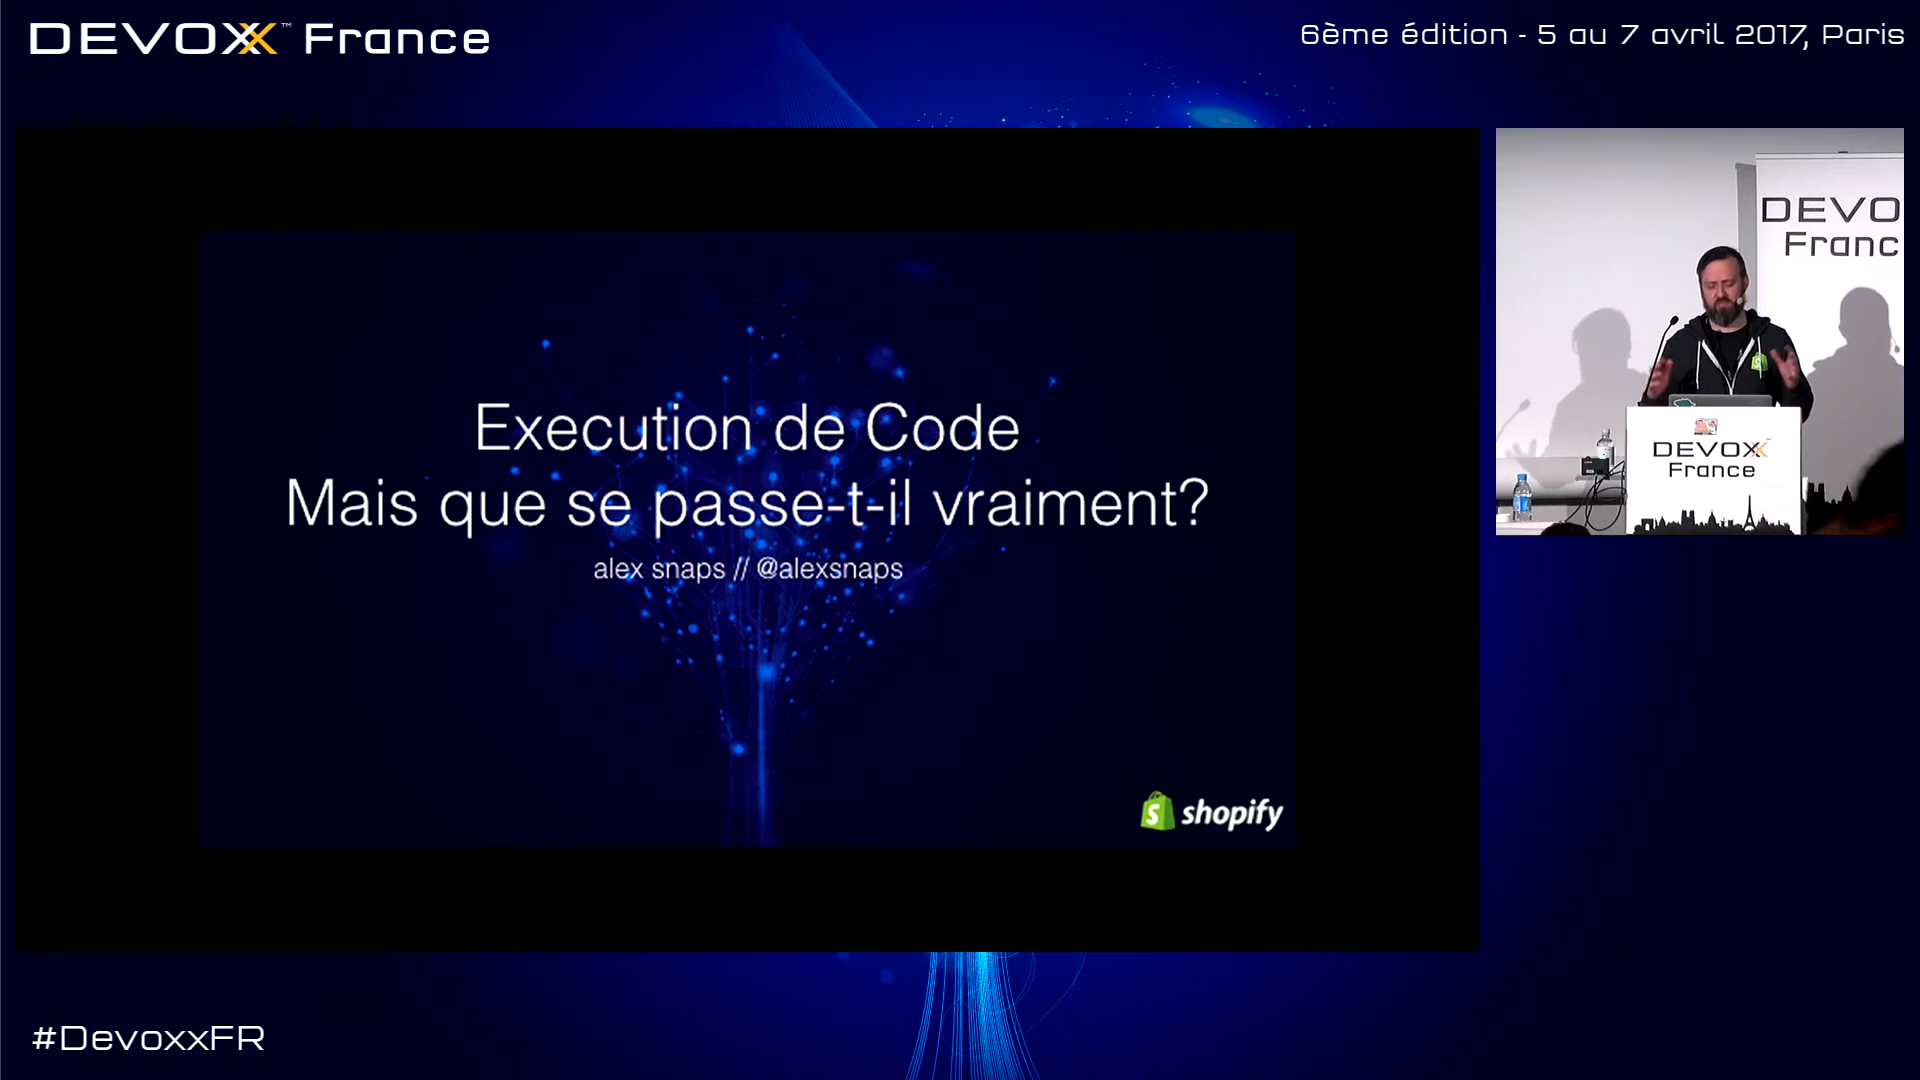 DEVOXX™ France
6ème édition - 5 au 7 avril 2017, Paris
Execution de Code
Mais que se passe-t-il vraiment?
alex snaps // @alexsnaps
shopify
DEVO
Franc
DEVOXX
France
#DevoxxFR